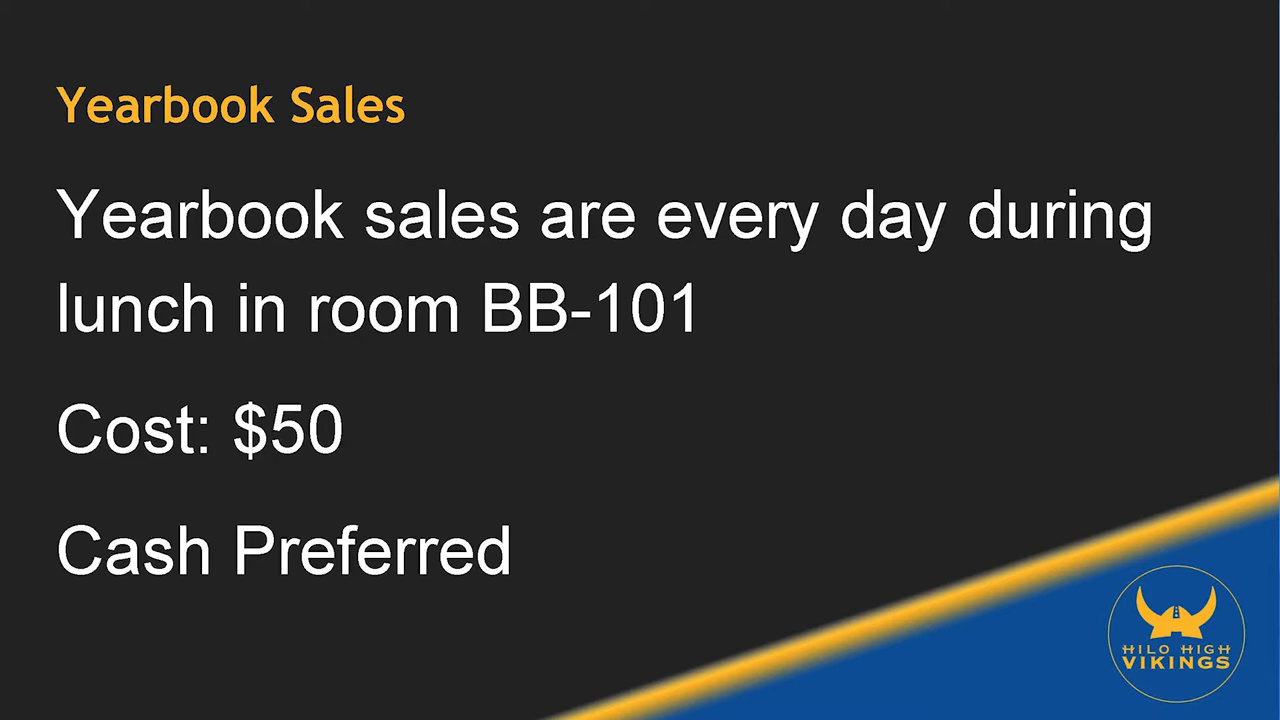 Yearbook Sales
Yearbook sales are every day during
lunch in room BB-101
Cost: $50
Cash Preferred
HILO HIGH
VIKINGS